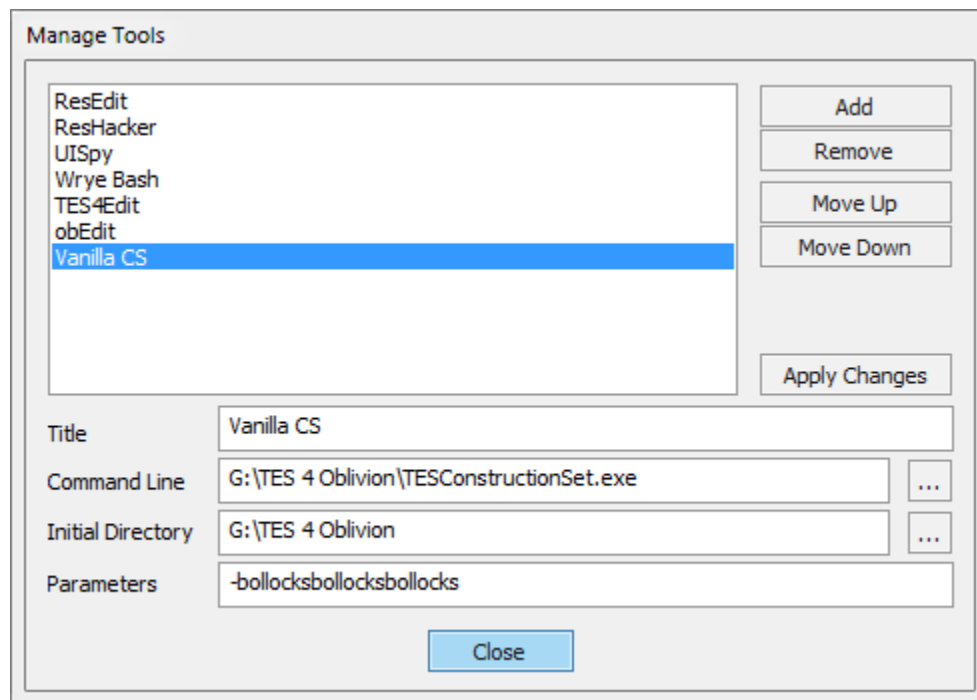 Manage Tools
ResEdit
ResHacker
UISpy
Wrye Bash
TES4Edit
obEdit
Vanilla CS
Add
Remove
Move Up
Move Down
Apply Changes
Title Vanilla CS
Command Line G:\TES 4 Oblivion\TESConstructionSet.exe ...
Initial Directory G:\TES 4 Oblivion ...
Parameters -bollocksbollocksbollocks
Close